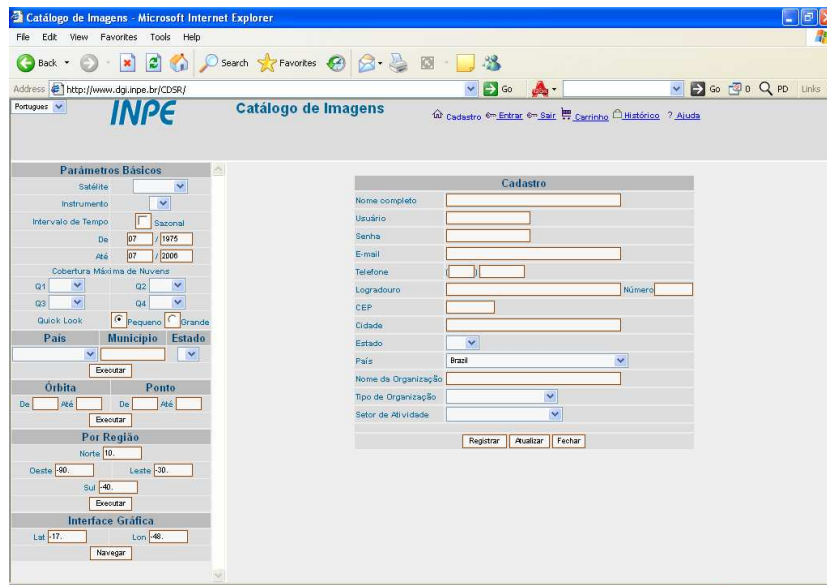 Catálogo de Imagens - Microsoft Internet Explorer
File Edit View Favorites Tools Help
Back Search Favorites
Address http://www.dgi.inpe.br/CDSR/ Go Go 0 PD Links
Portugues INPE Catálogo de Imagens Cadastro Entrar Sair Carrinho Histórico ? Ajuda
Parâmetros Básicos
Satélite
Instrumento
Intervalo de Tempo Sazonal
De 07 / 1975
Até 07 / 2006
Cobertura Máxima de Nuvens
Q1 Q2
Q3 Q4
Quick Look Pequeno Grande
País Município Estado
Executar
Órbita Ponto
De Até De Até
Executar
Por Região
Norte 10.
Oeste -90. Leste -30.
Sul -40.
Executar
Interface Gráfica
Lat -17. Lon -48.
Navegar
Cadastro
Nome completo
Usuário
Senha
E-mail
Telefone ( )
Logradouro Número
CEP
Cidade
Estado
País Brazil
Nome da Organização
Tipo de Organização
Setor de Atividade
Registrar Atualizar Fechar